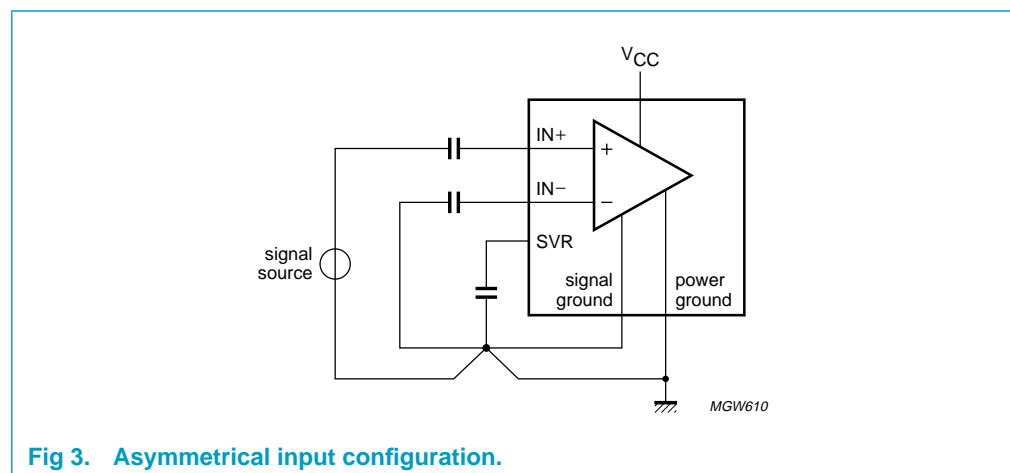 VCC
IN+
+
IN−
−
SVR
signal
source
signal
ground
power
ground
MGW610
Fig 3. Asymmetrical input configuration.